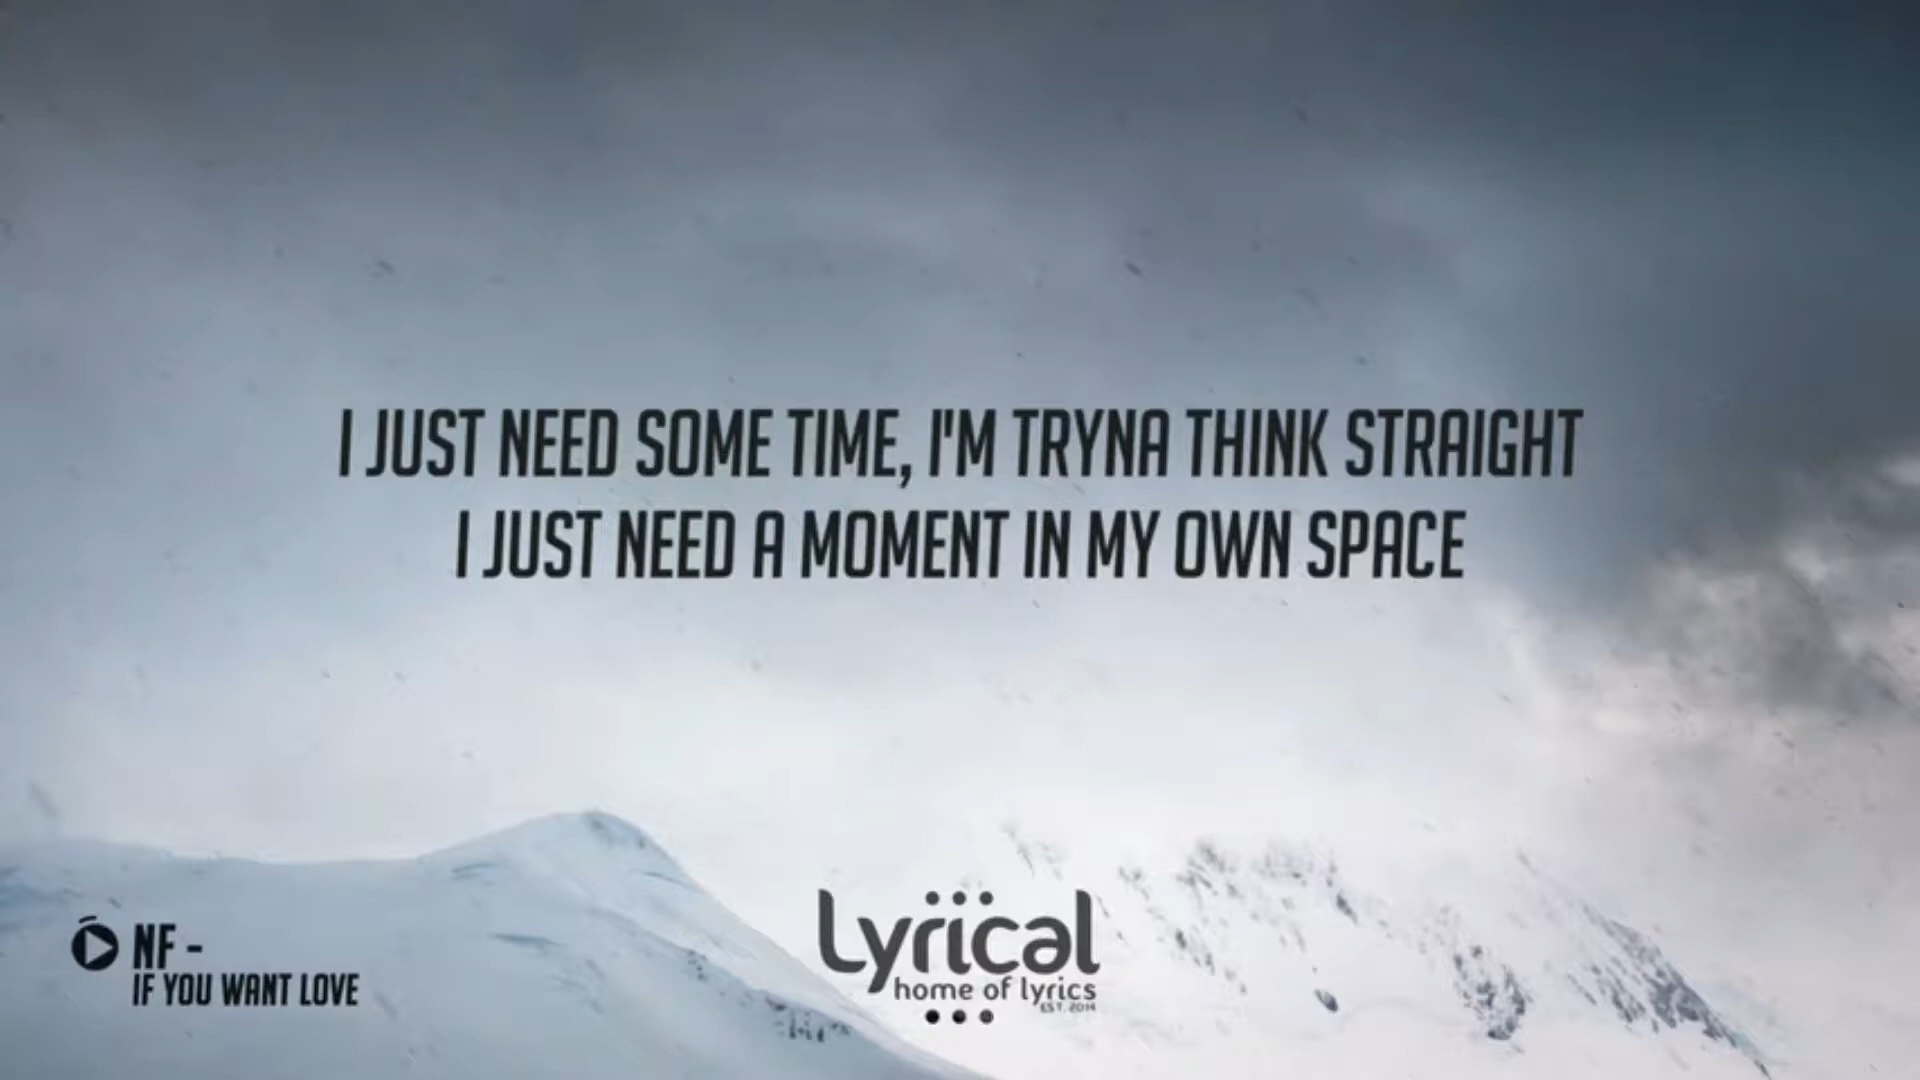 I JUST NEED SOME TIME, I'M TRYNA THINK STRAIGHT
I JUST NEED A MOMENT IN MY OWN SPACE
NF -
IF YOU WANT LOVE
Lyrical
home of lyrics
EST. 2014